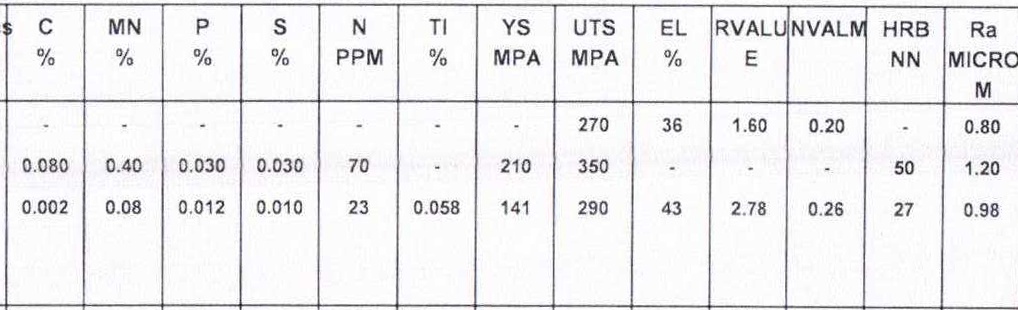 s C MN P S N TI YS UTS EL RVALU NVALM HRB Ra
% % % % PPM % MPA MPA % E NN MICRO
M
- - - - - - - 270 36 1.60 0.20 - 0.80
0.080 0.40 0.030 0.030 70 - 210 350 - - - 50 1.20
0.002 0.08 0.012 0.010 23 0.058 141 290 43 2.78 0.26 27 0.98